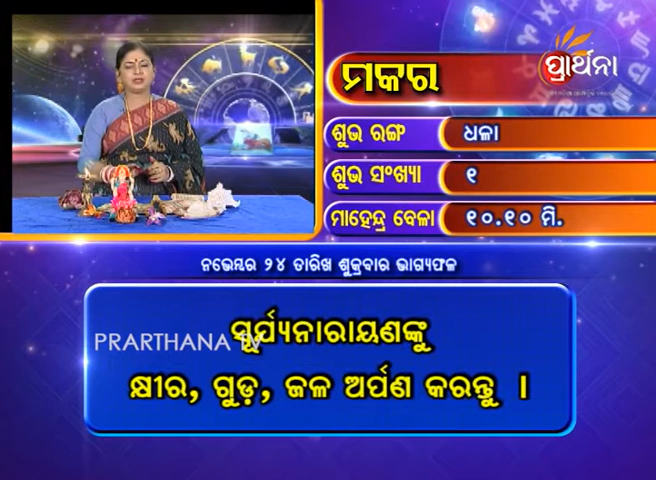 ମକର
ପ୍ରାର୍ଥନା
ଶୁଭ ରଙ୍ଗ
ଧଳା
ଶୁଭ ସଂଖ୍ୟା
୧
ମାହେନ୍ଦ୍ର ବେଳା
୧୦.୧୦ ମି.
ନଭେମ୍ବର ୨୪ ତାରିଖ ଶୁକ୍ରବାର ଭାଗ୍ୟଫଳ
PRARTHANA TV
ସୂର୍ଯ୍ୟନାରାୟଣଙ୍କୁ
କ୍ଷୀର, ଗୁଡ଼, ଜଳ ଅର୍ପଣ କରନ୍ତୁ ।